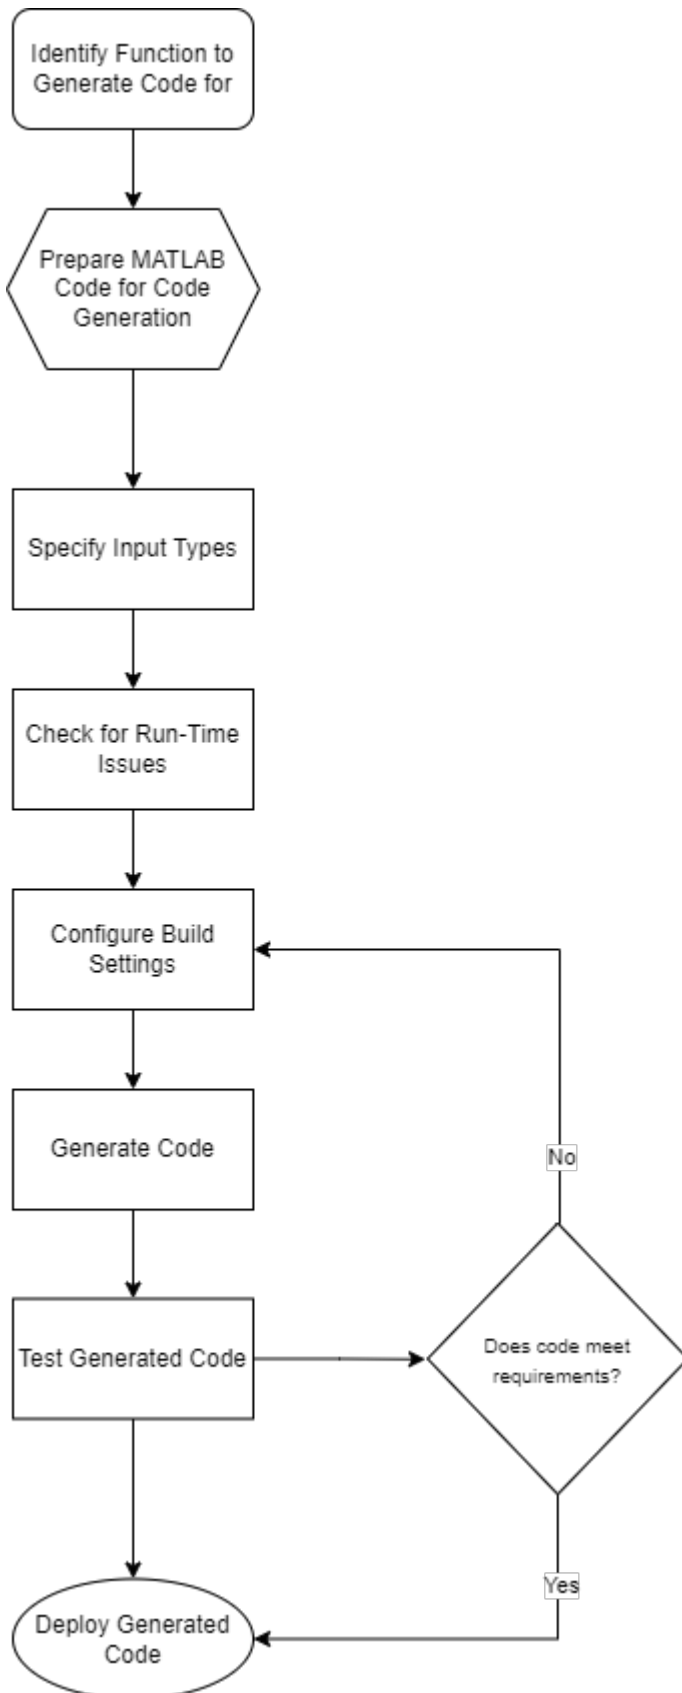 Identify Function to
Generate Code for
Prepare MATLAB
Code for Code
Generation
Specify Input Types
Check for Run-Time
Issues
Configure Build
Settings
Generate Code
No
Test Generated Code
Does code meet
requirements?
Yes
Deploy Generated
Code